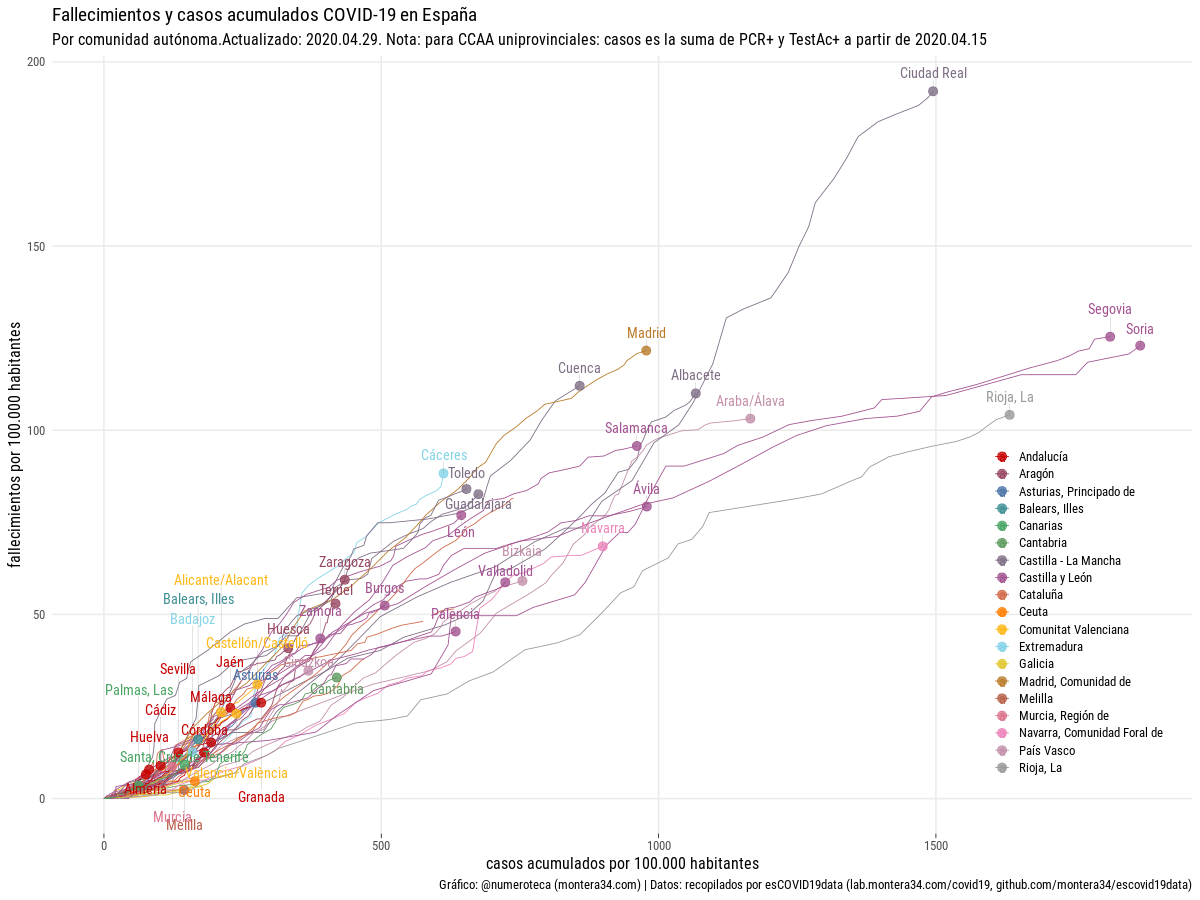 Fallecimientos y casos acumulados COVID-19 en España
Por comunidad autónoma.Actualizado: 2020.04.29. Nota: para CCAA uniprovinciales: casos es la suma de PCR+ y TestAc+ a partir de 2020.04.15
200
Ciudad Real
150
Segovia
Soria
Madrid
Cuenca
Albacete
Araba/Álava
Rioja, La
100
Salamanca
Cáceres
Toledo
Ávila
Guadalajara
León
Navarra
Bizkaia
Zaragoza
Valladolid
Alicante/Alacant
Teruel
Burgos
Balears, Illes
Zamora
Palencia
50
Badajoz
Huesca
Castellón/Castelló
Sevilla
Jaén
Gipuzkoa
Asturias
Palmas, Las
Málaga
Cantabria
Cádiz
Huelva
Córdoba
Santa, Cruz de Tenerife
Valencia/València
Almería
Ceuta
Granada
0
Murcia
Melilla
Andalucía
Aragón
Asturias, Principado de
Balears, Illes
Canarias
Cantabria
Castilla - La Mancha
Castilla y León
Cataluña
Ceuta
Comunitat Valenciana
Extremadura
Galicia
Madrid, Comunidad de
Melilla
Murcia, Región de
Navarra, Comunidad Foral de
País Vasco
Rioja, La
0
500
1000
1500
fallecimientos por 100.000 habitantes
casos acumulados por 100.000 habitantes
Gráfico: @numeroteca (montera34.com) | Datos: recopilados por esCOVID19data (lab.montera34.com/covid19, github.com/montera34/escovid19data)